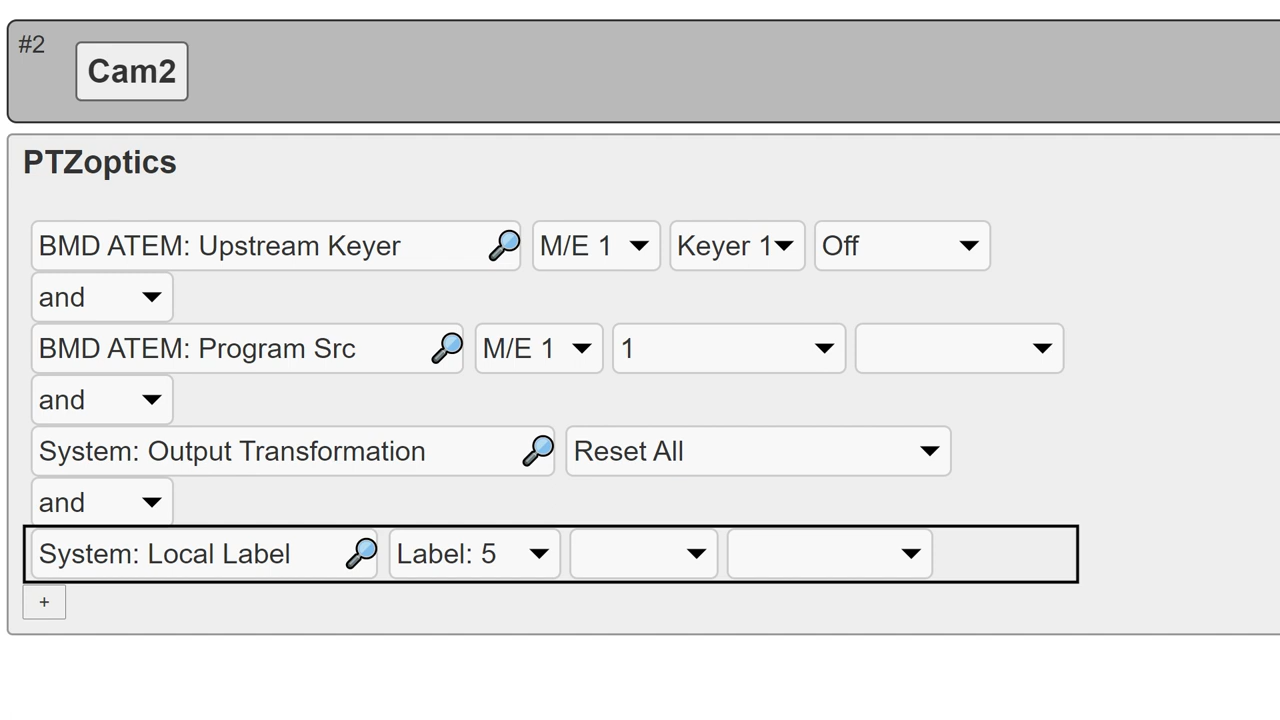 #2
Cam2
PTZoptics
BMD ATEM: Upstream Keyer M/E 1 Keyer 1 Off
and
BMD ATEM: Program Src M/E 1 1
and
System: Output Transformation Reset All
and
System: Local Label Label: 5
+